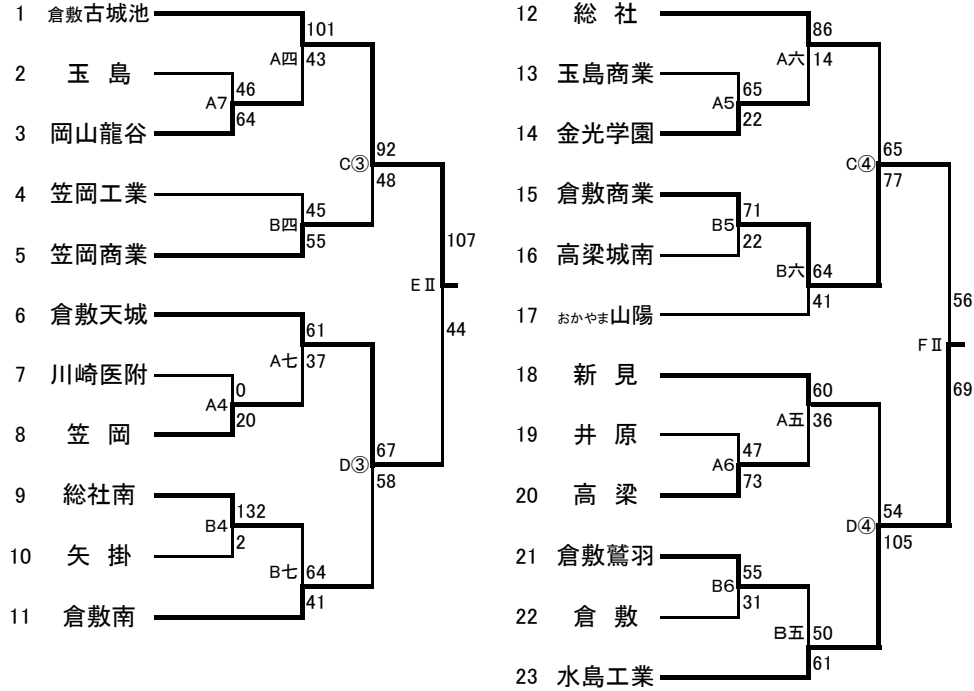 1 倉敷古城池
101
A四 43
2 玉島
46
A7
64
3 岡山龍谷
92
C③
48
4 笠岡工業
45
B四
55
5 笠岡商業
107
EⅡ
44
6 倉敷天城
61
A七 37
7 川崎医附
0
A4
20
8 笠岡
67
D③
58
9 総社南
132
B4
2
10 矢掛
B七 64
41
11 倉敷南
12 総社
86
A六 14
13 玉島商業
65
A5
22
14 金光学園
65
C④
77
15 倉敷商業
71
B5
22
16 高梁城南
B六 64
41
17 おかやま山陽
56
FⅡ
69
18 新見
60
A五 36
19 井原
47
A6
73
20 高梁
54
D④
105
21 倉敷鷲羽
55
B6
31
22 倉敷
B五 50
61
23 水島工業